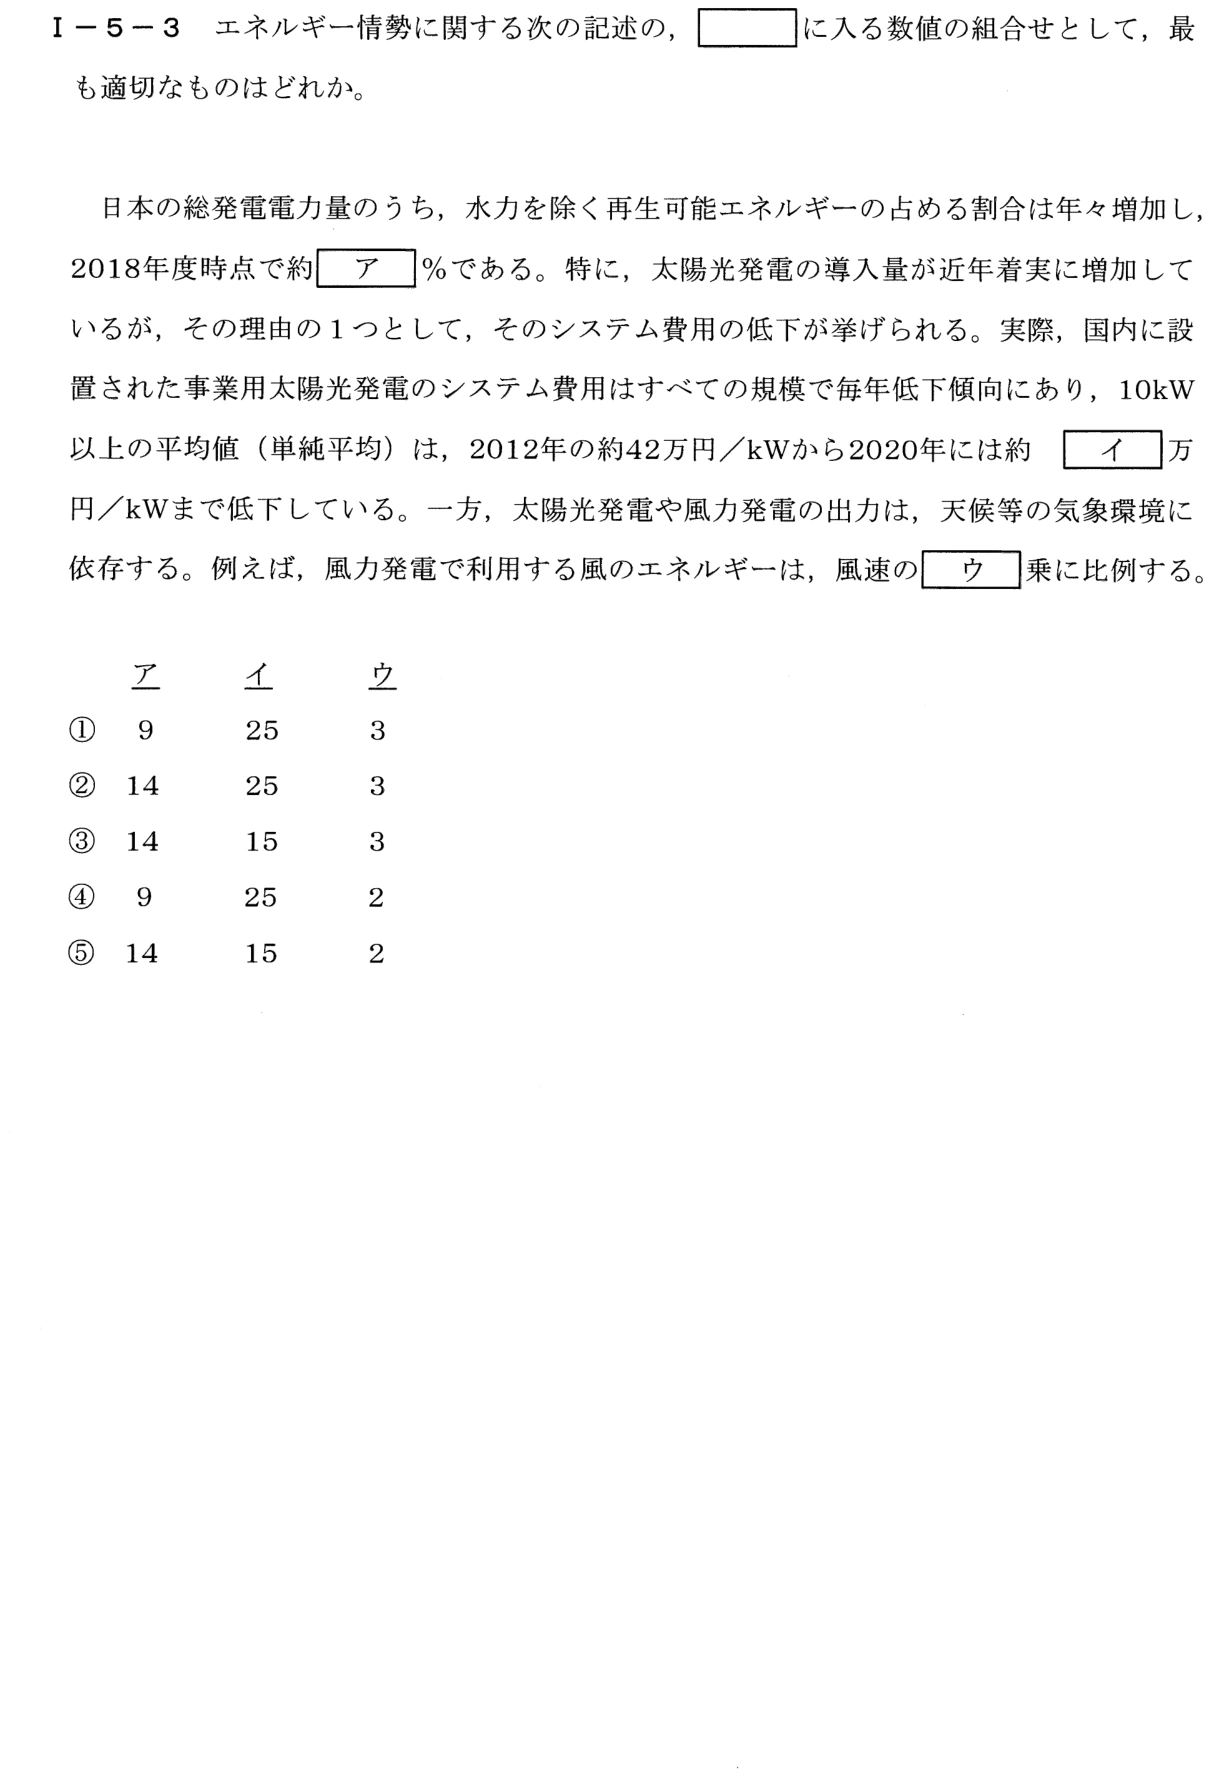 Ⅰ－５－３　エネルギー情勢に関する次の記述の，　　　に入る数値の組合せとして，最
も適切なものはどれか。
日本の総発電電力量のうち，水力を除く再生可能エネルギーの占める割合は年々増加し，
2018年度時点で約 ア ％である。特に，太陽光発電の導入量が近年着実に増加して
いるが，その理由の１つとして，そのシステム費用の低下が挙げられる。実際，国内に設
置された事業用太陽光発電のシステム費用はすべての規模で毎年低下傾向にあり，10kW
以上の平均値（単純平均）は，2012年の約42万円／kWから2020年には約 イ 万
円／kWまで低下している。一方，太陽光発電や風力発電の出力は，天候等の気象環境に
依存する。例えば，風力発電で利用する風のエネルギーは，風速の ウ 乗に比例する。
ア　イ　ウ
① 9 25 3
② 14 25 3
③ 14 15 3
④ 9 25 2
⑤ 14 15 2